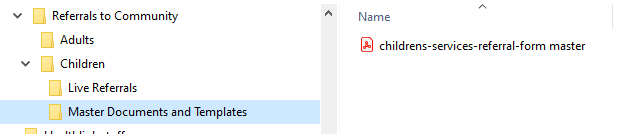 Referrals to Community
Adults
Children
Live Referrals
Master Documents and Templates
Name
childrens-services-referral-form master